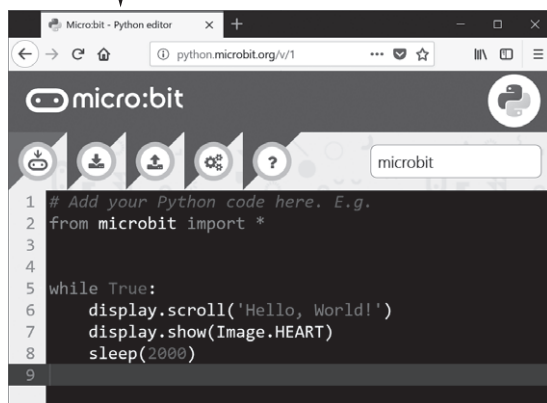 Micro:bit - Python editor
python.microbit.org/v/1
micro:bit
? microbit
1 # Add your Python code here. E.g.
2 from microbit import *
3
4
5 while True:
6 display.scroll('Hello, World!')
7 display.show(Image.HEART)
8 sleep(2000)
9